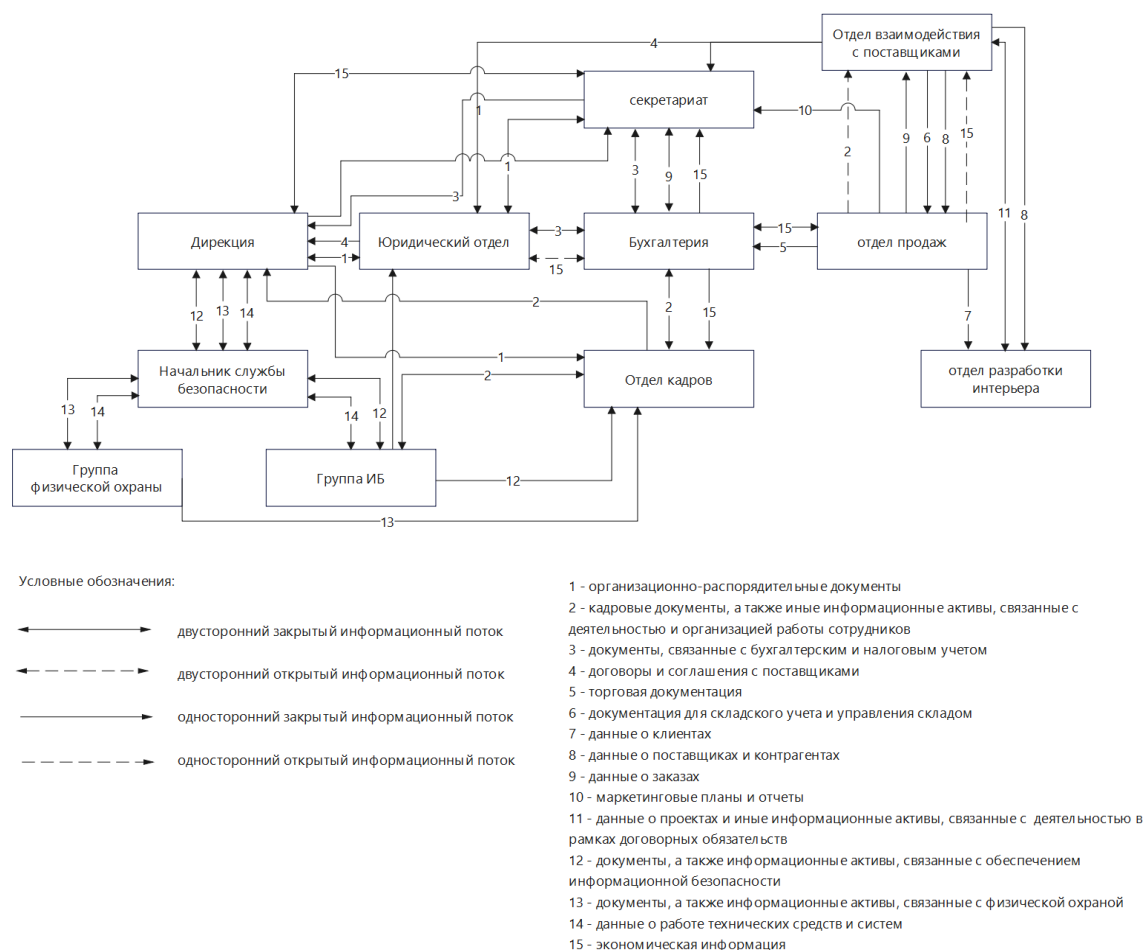 Отдел взаимодействия
с поставщиками
4
15
секретариат
1
10
9
6
8
15
2
1
3
9
15
3
11
8
Дирекция
4
1
Юридический отдел
3
15
Бухгалтерия
15
5
отдел продаж
12
13
14
2
2
15
7
1
2
Начальник службы
безопасности
Отдел кадров
отдел разработки
интерьера
13
14
14
12
Группа
физической охраны
Группа ИБ
12
13
Условные обозначения:
двусторонний закрытый информационный поток
двусторонний открытый информационный поток
односторонний закрытый информационный поток
односторонний открытый информационный поток
1 - организационно-распорядительные документы
2 - кадровые документы, а также иные информационные активы, связанные с
деятельностью и организацией работы сотрудников
3 - документы, связанные с бухгалтерским и налоговым учетом
4 - договоры и соглашения с поставщиками
5 - торговая документация
6 - документация для складского учета и управления складом
7 - данные о клиентах
8 - данные о поставщиках и контрагентах
9 - данные о заказах
10 - маркетинговые планы и отчеты
11 - данные о проектах и иные информационные активы, связанные с деятельностью в
рамках договорных обязательств
12 - документы, а также информационные активы, связанные с обеспечением
информационной безопасности
13 - документы, а также информационные активы, связанные с физической охраной
14 - данные о работе технических средств и систем
15 - экономическая информация